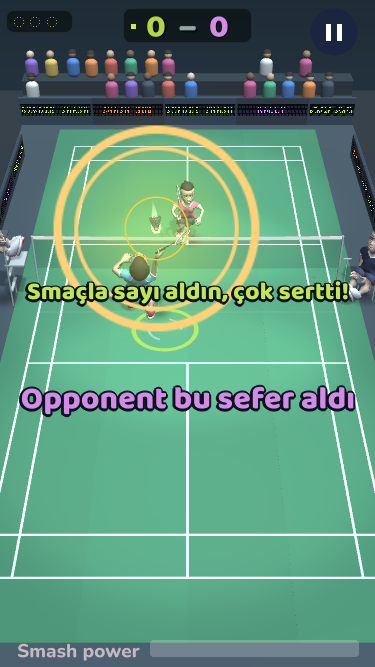 0 – 0
Smaçla sayı aldın, çok sertti!
Opponent bu sefer aldı
Smash power